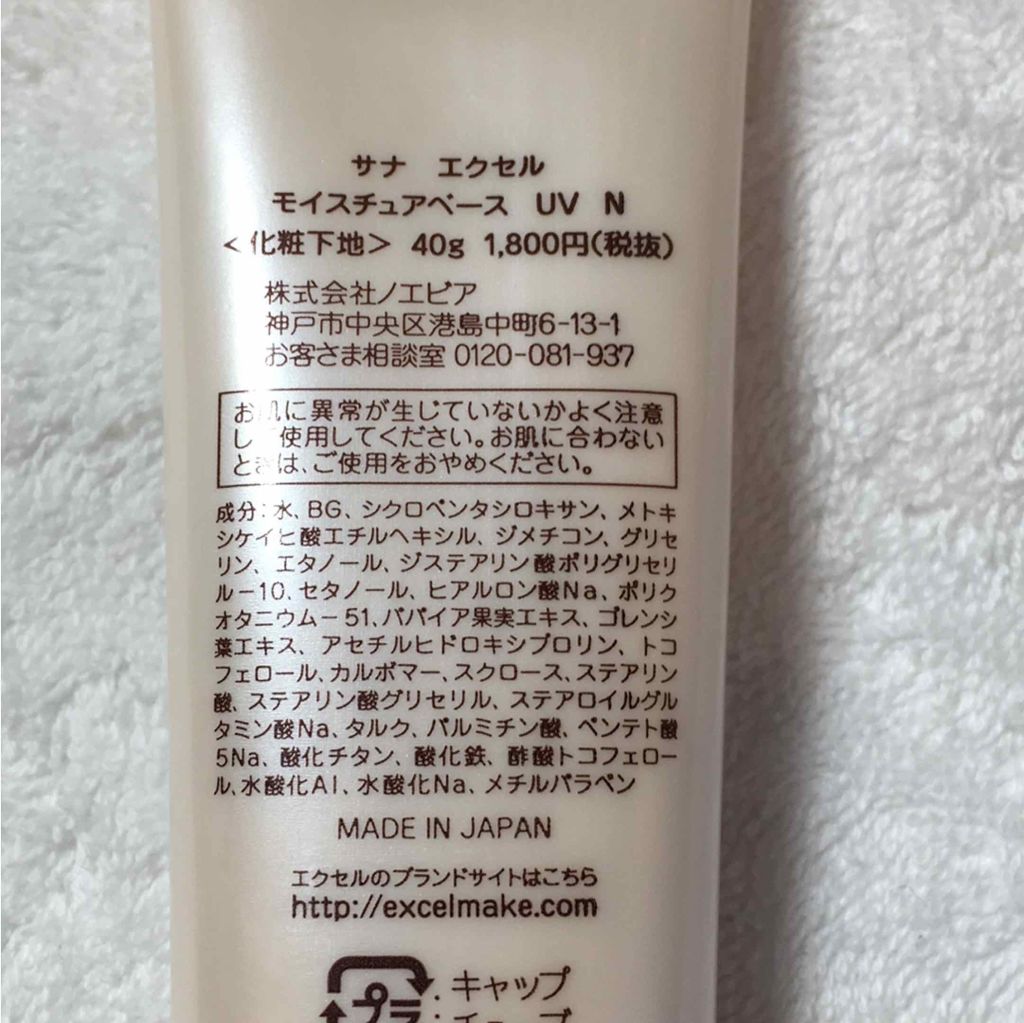 サナ エクセル
モイスチュアベース UV N
<化粧下地> 40g 1,800円(税抜)
株式会社ノエビア
神戸市中央区港島中町6-13-1
お客さま相談室 0120-081-937
お肌に異常が生じていないかよく注意
して使用してください。お肌に合わない
ときは、ご使用をおやめください。
成分:水、BG、シクロペンタシロキサン、メトキ
シケイヒ酸エチルヘキシル、ジメチコン、グリセ
リン、エタノール、ジステアリン酸ポリグリセリ
ル-10、セタノール、ヒアルロン酸Na、ポリク
オタニウム-51、パパイア果実エキス、ゴレンシ
葉エキス、アセチルヒドロキシプロリン、トコ
フェロール、カルボマー、スクロース、ステアリン
酸、ステアリン酸グリセリル、ステアロイルグル
タミン酸Na、タルク、パルミチン酸、ペンテト酸
5Na、酸化チタン、酸化鉄、酢酸トコフェロー
ル、水酸化Al、水酸化Na、メチルパラベン
MADE IN JAPAN
エクセルのブランドサイトはこちら
http://excelmake.com
プラ:キャップ